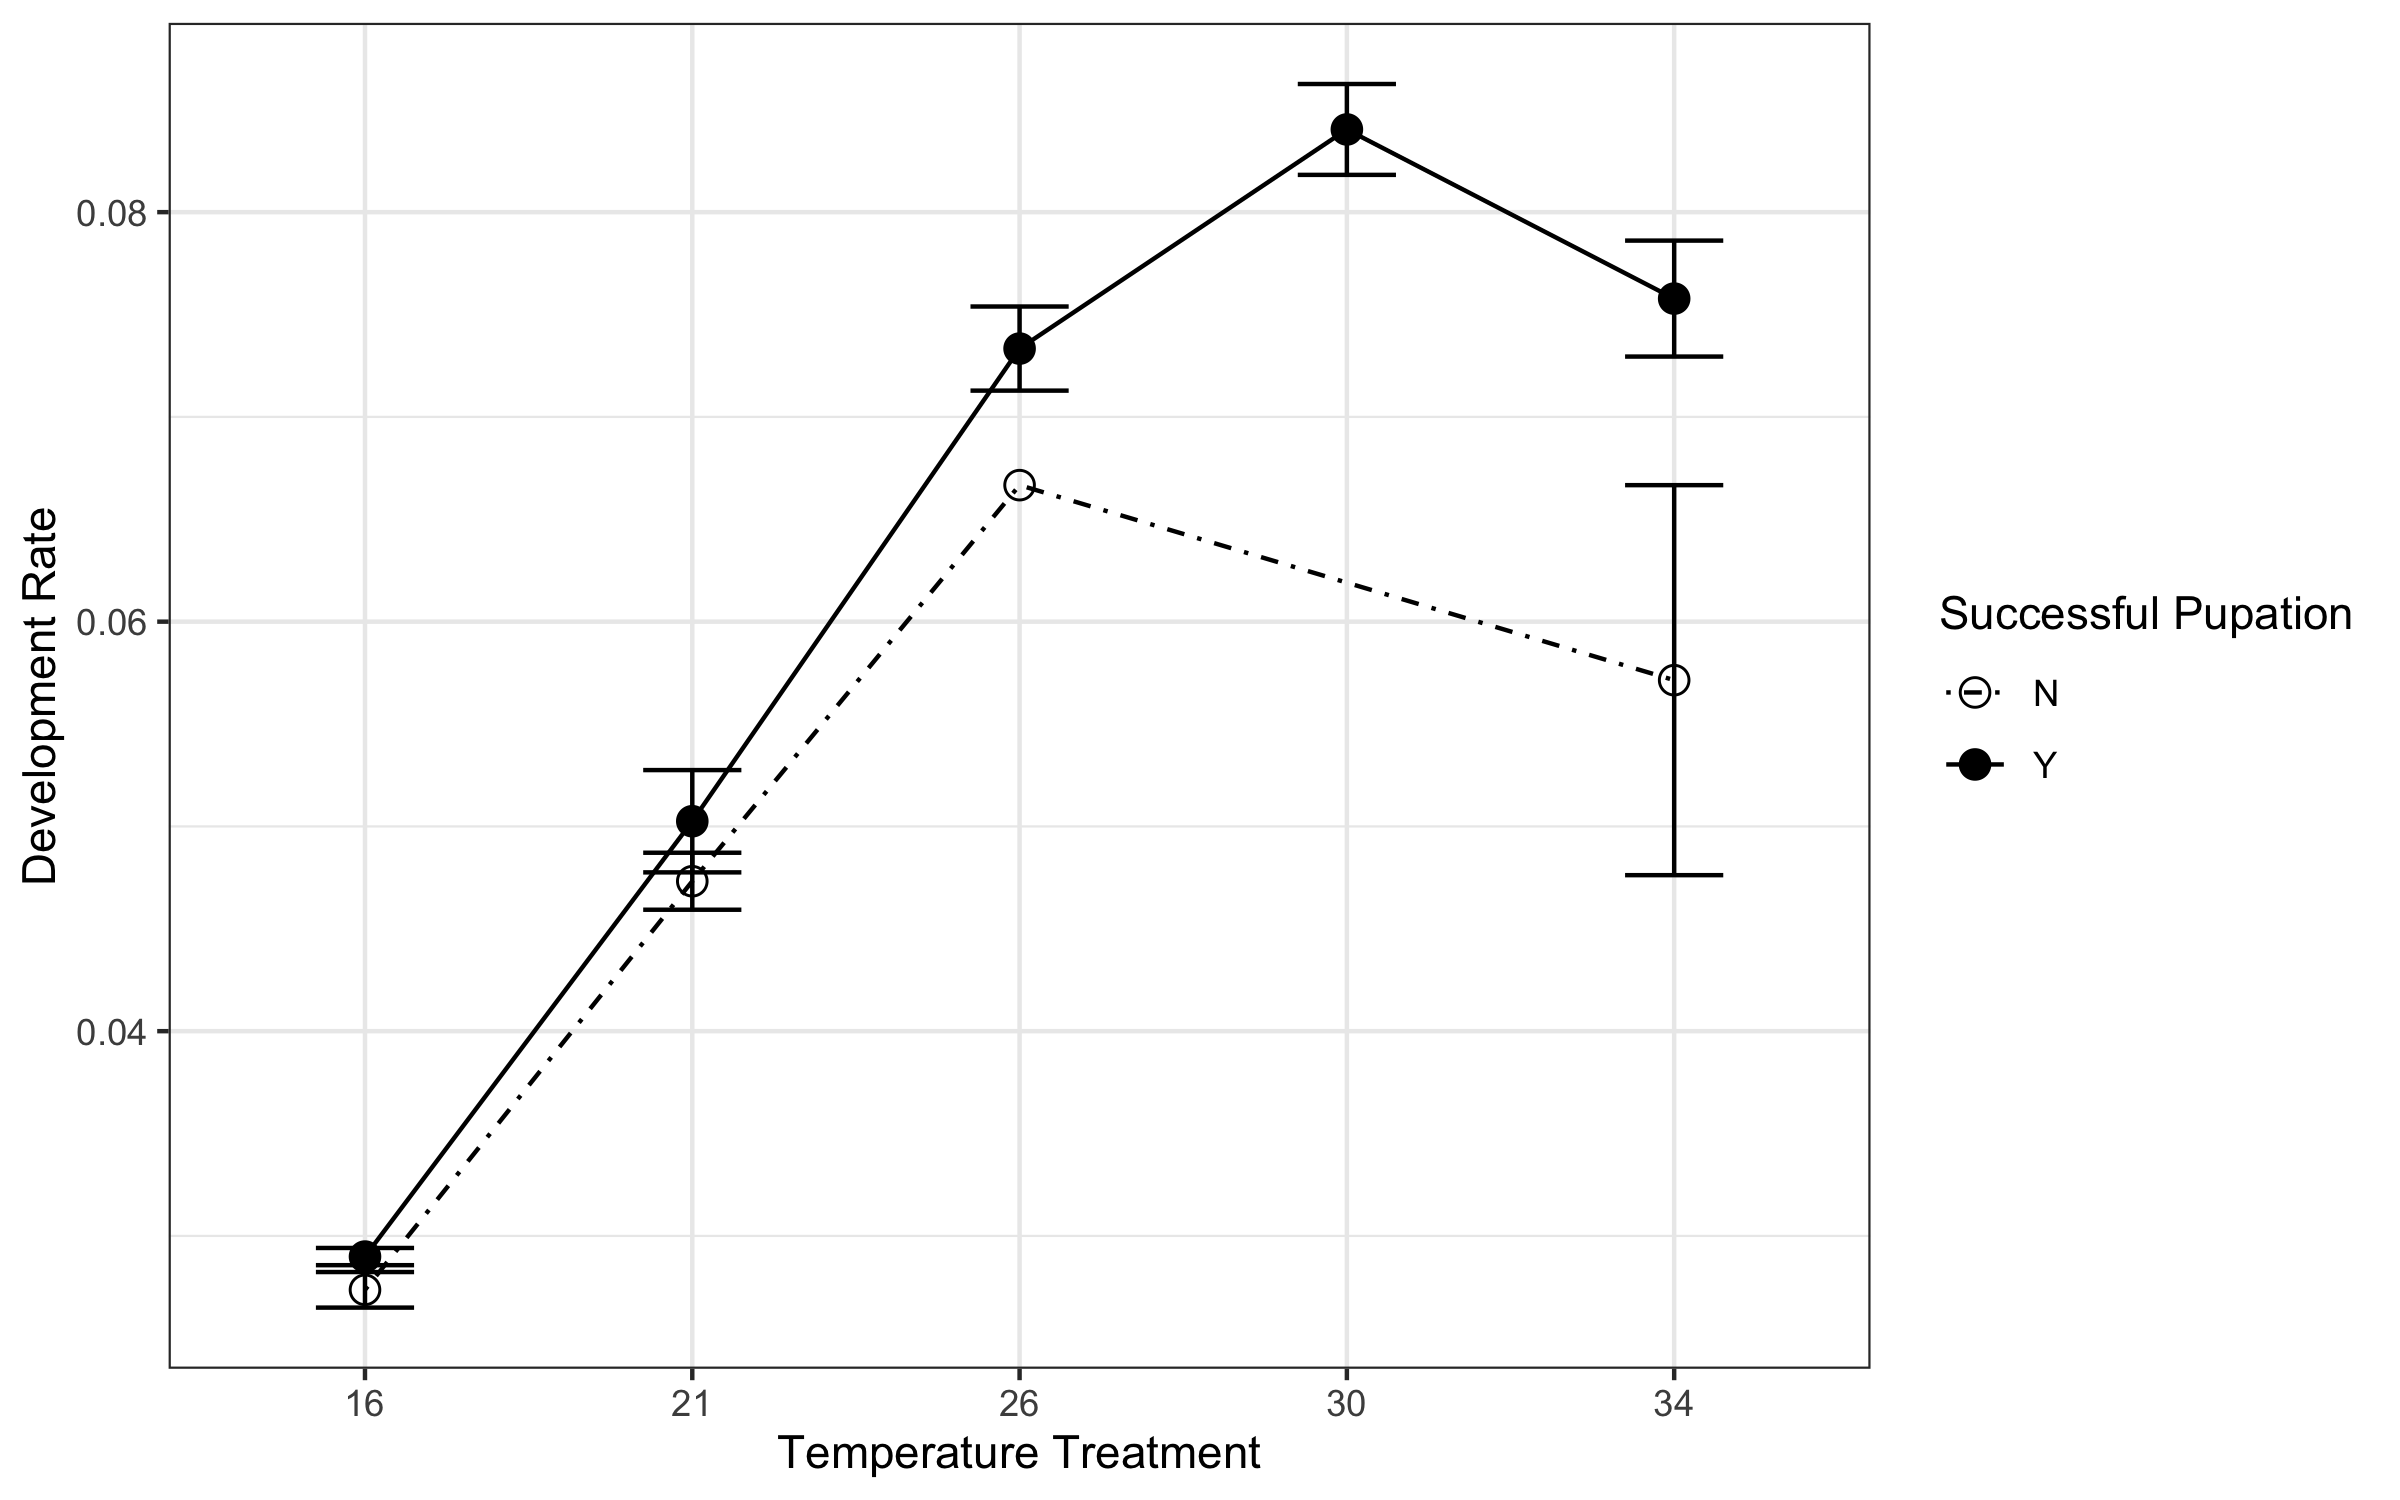 Development Rate
0.08
0.06
0.04
16 21 26 30 34
Temperature Treatment
Successful Pupation
N
Y